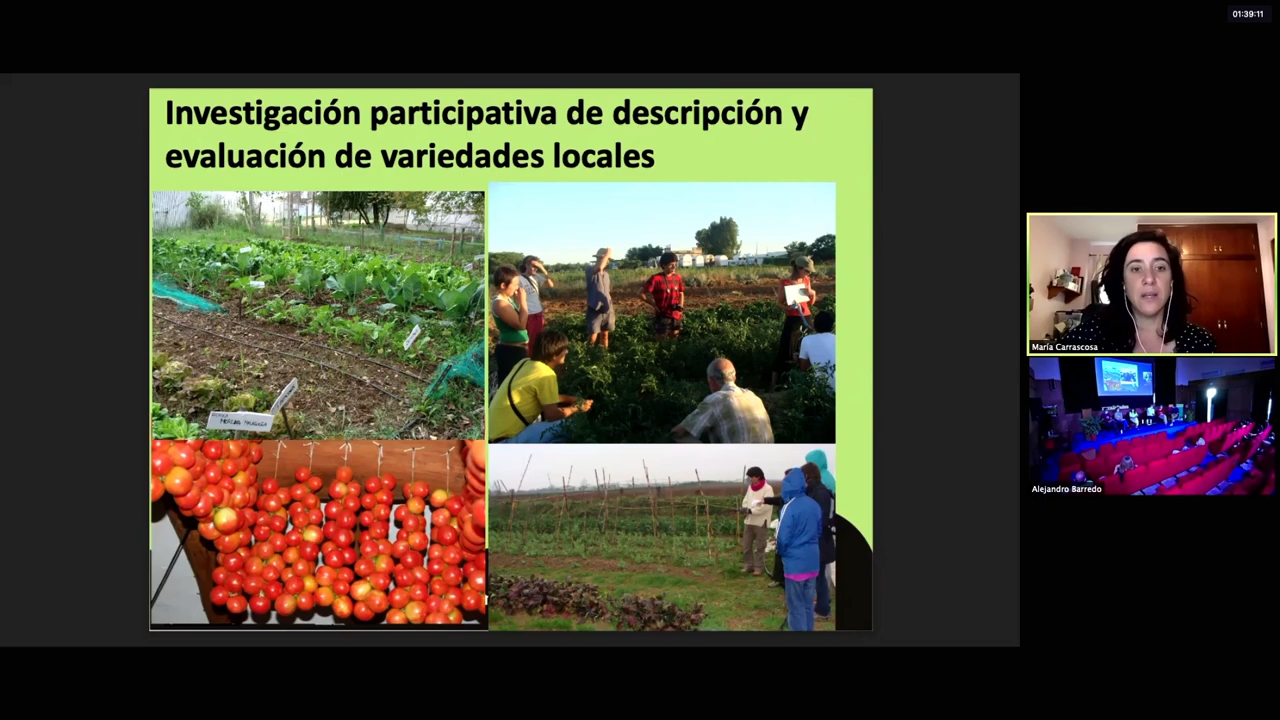 01:39:11
Investigación participativa de descripción y
evaluación de variedades locales
María Carrascosa
Alejandro Barredo